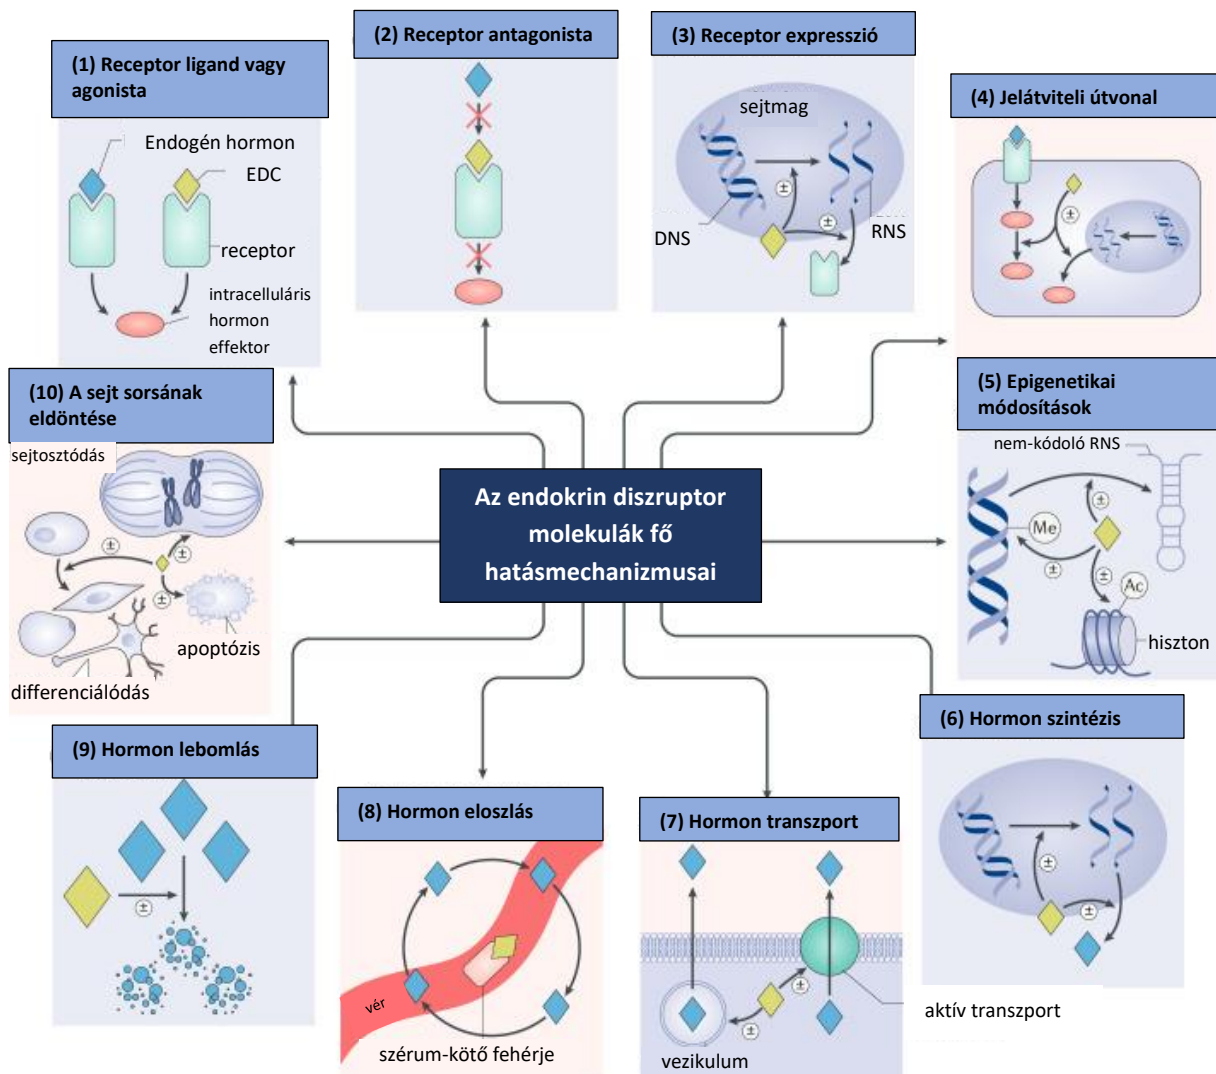 (1) Receptor ligand vagy
agonista
Endogén hormon
EDC
receptor
intracelluláris
hormon
effektor
(2) Receptor antagonista
(3) Receptor expresszió
sejtmag
±
±
DNS
RNS
(4) Jelátviteli útvonal
±
(5) Epigenetikai
módosítások
nem-kódoló RNS
±
Me
±
±
Ac
hiszton
Az endokrin diszruptor
molekulák fő
hatásmechanizmusai
(10) A sejt sorsának
eldöntése
sejtosztódás
±
±
±
apoptózis
differenciálódás
(9) Hormon lebomlás
±
(8) Hormon eloszlás
vér
szérum-kötő fehérje
(7) Hormon transzport
±
±
vezikulum
aktív transzport
(6) Hormon szintézis
±
±